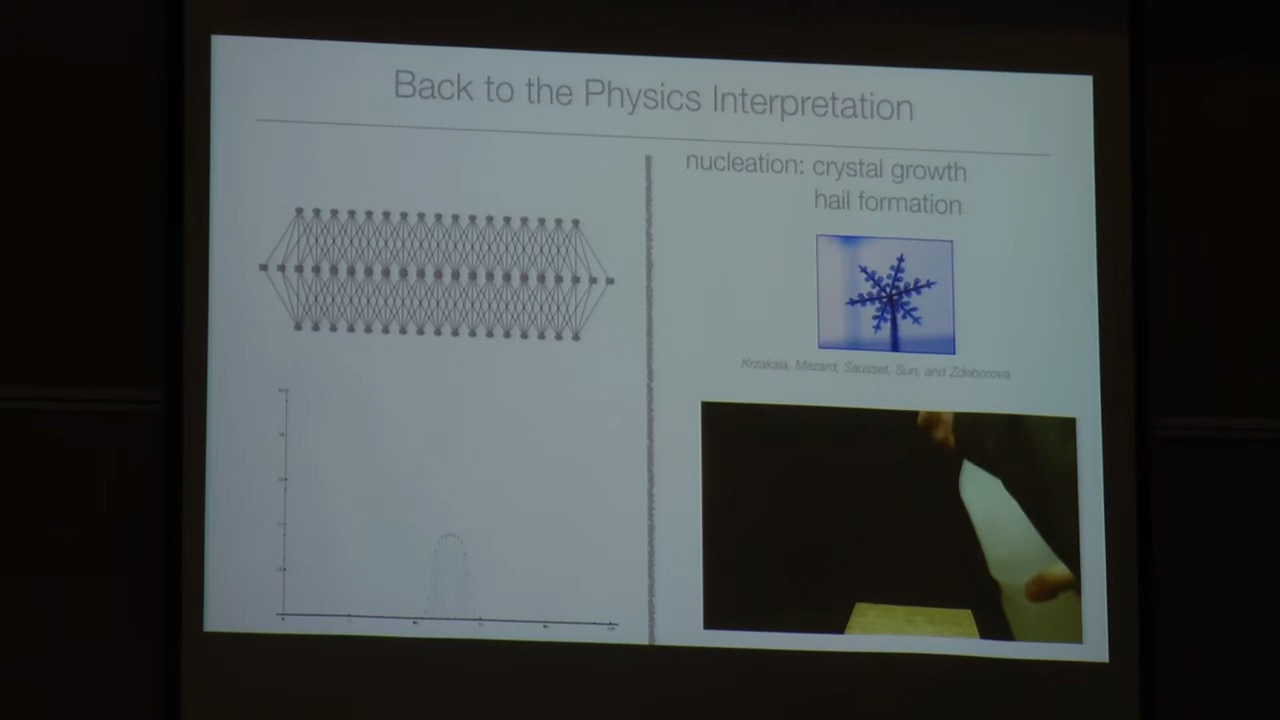 Back to the Physics Interpretation
nucleation: crystal growth
hail formation
Krzakala, Mezard, Sausset, Sun, and Zdeborova